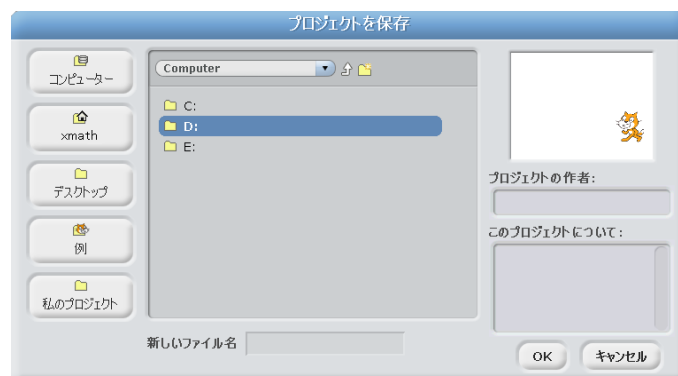 プロジェクトを保存
コンピューター
xmath
デスクトップ
例
私のプロジェクト
Computer
C:
D:
E:
新しいファイル名
プロジェクトの作者:
このプロジェクトについて:
OK
キャンセル